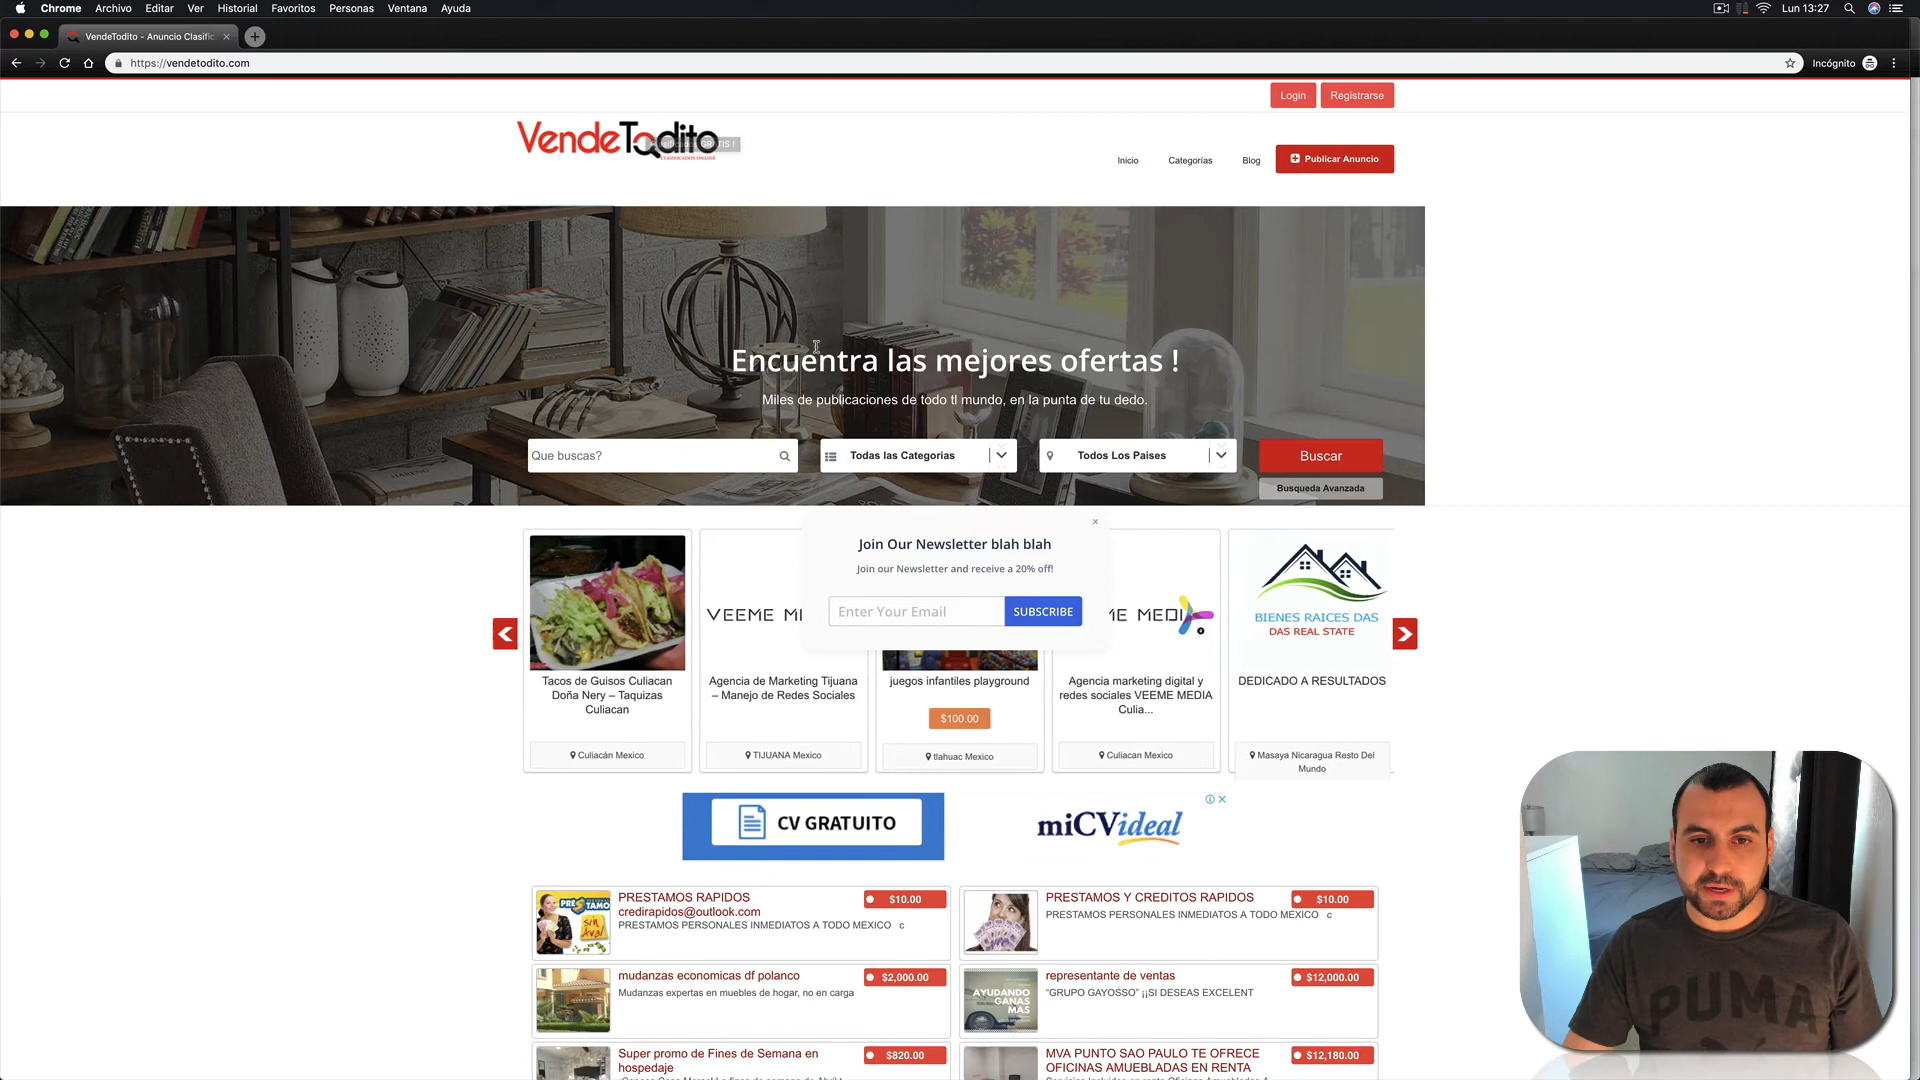 Chrome Archivo Editar Ver Historial Favoritos Personas Ventana Ayuda
Lun 13:27
VendeTodito - Anuncio Clasific
https://vendetodito.com
Incógnito
Login
Registrarse
VendeTodito
CLASIFICADOS ONLINE
Inicio
Categorías
Blog
Publicar Anuncio
Encuentra las mejores ofertas !
Miles de publicaciones de todo tl mundo, en la punta de tu dedo.
Que buscas?
Todas las Categorias
Todos Los Paises
Buscar
Busqueda Avanzada
Join Our Newsletter blah blah
Join our Newsletter and receive a 20% off!
Enter Your Email
SUBSCRIBE
Tacos de Guisos Culiacan
Doña Nery – Taquizas
Culiacan
Culiacán Mexico
VEEME ME
Agencia de Marketing Tijuana
– Manejo de Redes Sociales
TIJUANA Mexico
juegos infantiles playground
$100.00
tlahuac Mexico
ME MEDIA
Agencia marketing digital y
redes sociales VEEME MEDIA
Culia...
Culiacan Mexico
BIENES RAICES DAS
DAS REAL STATE
DEDICADO A RESULTADOS
Masaya Nicaragua Resto Del
Mundo
CV GRATUITO
miCVideal
PRESTAMOS RAPIDOS
credirapidos@outlook.com
PRESTAMOS PERSONALES INMEDIATOS A TODO MEXICO c
$10.00
PRESTAMOS Y CREDITOS RAPIDOS
PRESTAMOS PERSONALES INMEDIATOS A TODO MEXICO c
$10.00
mudanzas economicas df polanco
Mudanzas expertas en muebles de hogar, no en carga
$2,000.00
AYUDANDO
GANAS
MAS
representante de ventas
“GRUPO GAYOSSO” ¡¡SI DESEAS EXCELENT
$12,000.00
Super promo de Fines de Semana en
hospedaje
$820.00
MVA PUNTO SAO PAULO TE OFRECE
OFICINAS AMUEBLADAS EN RENTA
$12,180.00
PUMA